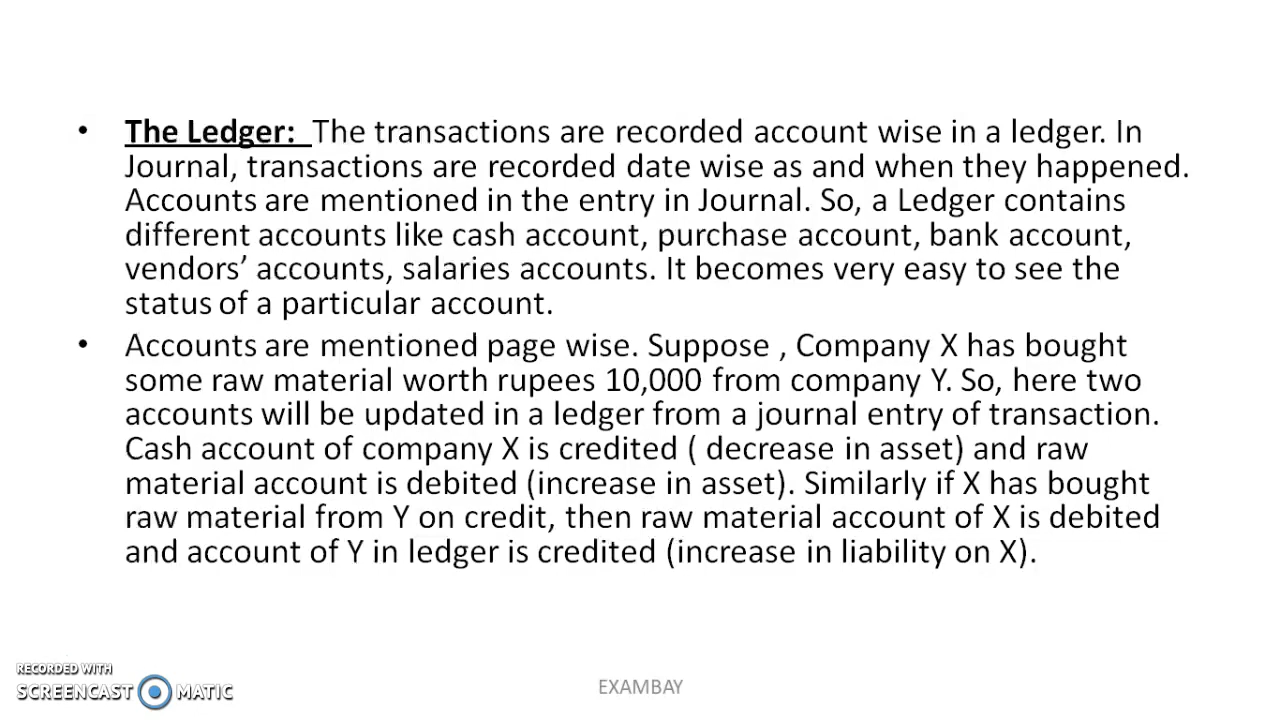 • The Ledger: The transactions are recorded account wise in a ledger. In
Journal, transactions are recorded date wise as and when they happened.
Accounts are mentioned in the entry in Journal. So, a Ledger contains
different accounts like cash account, purchase account, bank account,
vendors’ accounts, salaries accounts. It becomes very easy to see the
status of a particular account.
• Accounts are mentioned page wise. Suppose , Company X has bought
some raw material worth rupees 10,000 from company Y. So, here two
accounts will be updated in a ledger from a journal entry of transaction.
Cash account of company X is credited ( decrease in asset) and raw
material account is debited (increase in asset). Similarly if X has bought
raw material from Y on credit, then raw material account of X is debited
and account of Y in ledger is credited (increase in liability on X).
RECORDED WITH
SCREENCAST MATIC
EXAMBAY